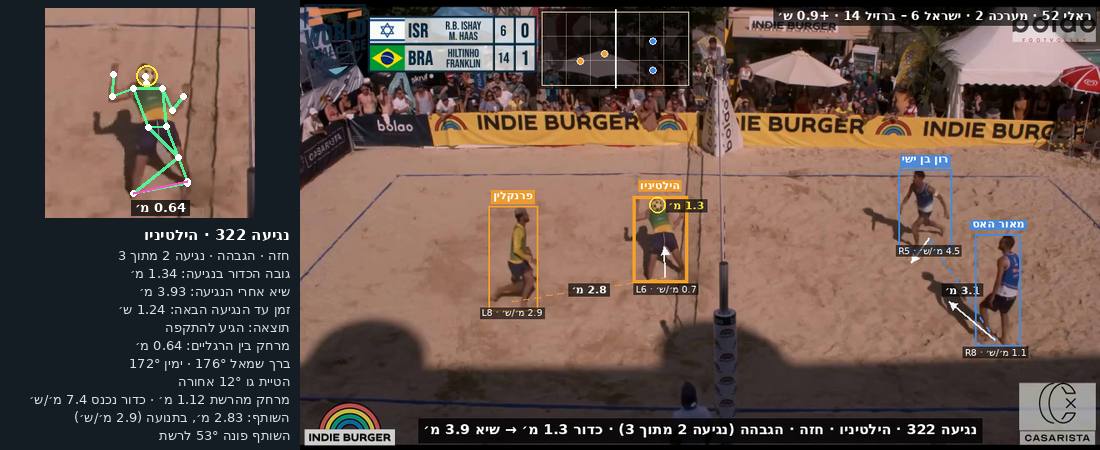 0.64 מ׳
נגיעה 322 · הילטיניו
חזה · הגבהה · נגיעה 2 מתוך 3
גובה הכדור בנגיעה: 1.34 מ׳
שיא אחרי הנגיעה: 3.93 מ׳
זמן עד הנגיעה הבאה: 1.24 ש׳
תוצאה: הגיע להתקפה
מרחק בין הרגליים: 0.64 מ׳
ברך שמאל 176° · ימין 172°
הטיית גו 12° אחורה
מרחק מהרשת 1.12 מ׳ · כדור נכנס 7.4 מ׳/ש׳
השותף: 2.83 מ׳, בתנועה (2.9 מ׳/ש׳)
השותף פונה 53° לרשת
ראלי 52 · מערכה 2 · ישראל 6 – ברזיל 14 · +0.9 ש׳
ISR R.B. ISHAY M. HAAS 6 0
BRA HILTINHO FRANKLIN 14 1
INDIE BURGER
bolao
FOOTVOLLEY
CASARISTA
bolao
INDIE BURGER
bolao
BURGER
INDIE BURGER
רון בן ישי
R5 · 4.5 מ׳/ש׳
מאור האס
3.1 מ׳
R8 · 1.1 מ׳/ש׳
הילטיניו
1.3 מ׳
L6 · 0.7 מ׳/ש׳
פרנקלין
2.8 מ׳
L8 · 2.9 מ׳/ש׳
INDIE BURGER
CASARISTA
נגיעה 322 · הילטיניו · חזה · הגבהה (נגיעה 2 מתוך 3) · כדור 1.3 מ׳ → שיא 3.9 מ׳